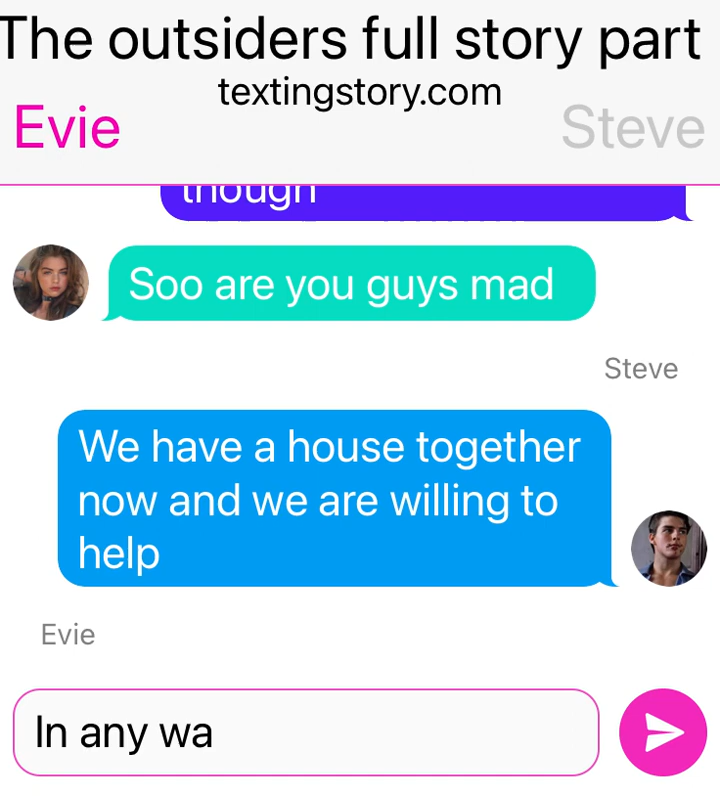 The outsiders full story part
textingstory.com
Evie
Steve
though
Soo are you guys mad
Steve
We have a house together
now and we are willing to
help
Evie
In any wa